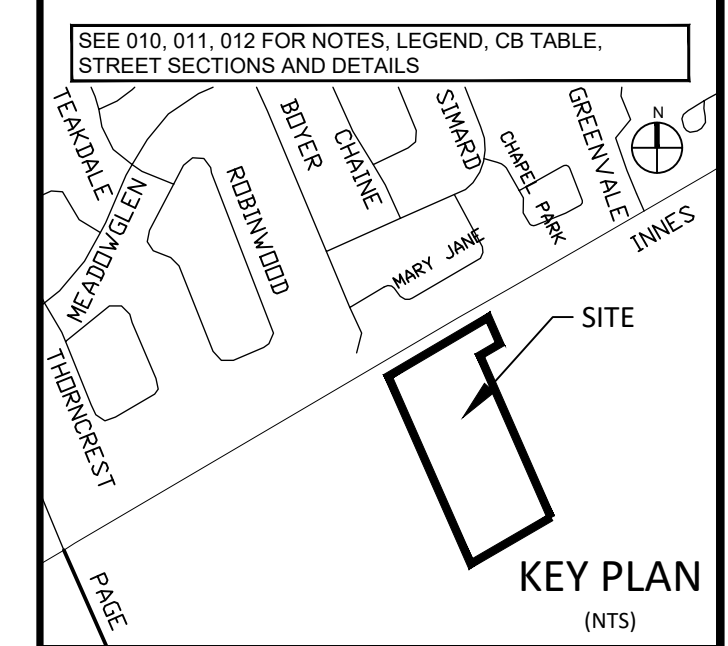 SEE 010, 011, 012 FOR NOTES, LEGEND, CB TABLE,
STREET SECTIONS AND DETAILS
TEAKDALE
MEADOWGLEN
ROBINWOOD
BOYER
CHAINE
SIMARD
CHAPEL PARK
GREENVALE
N
INNES
MARY JANE
THORNCREST
SITE
PAGE
KEY PLAN
(NTS)